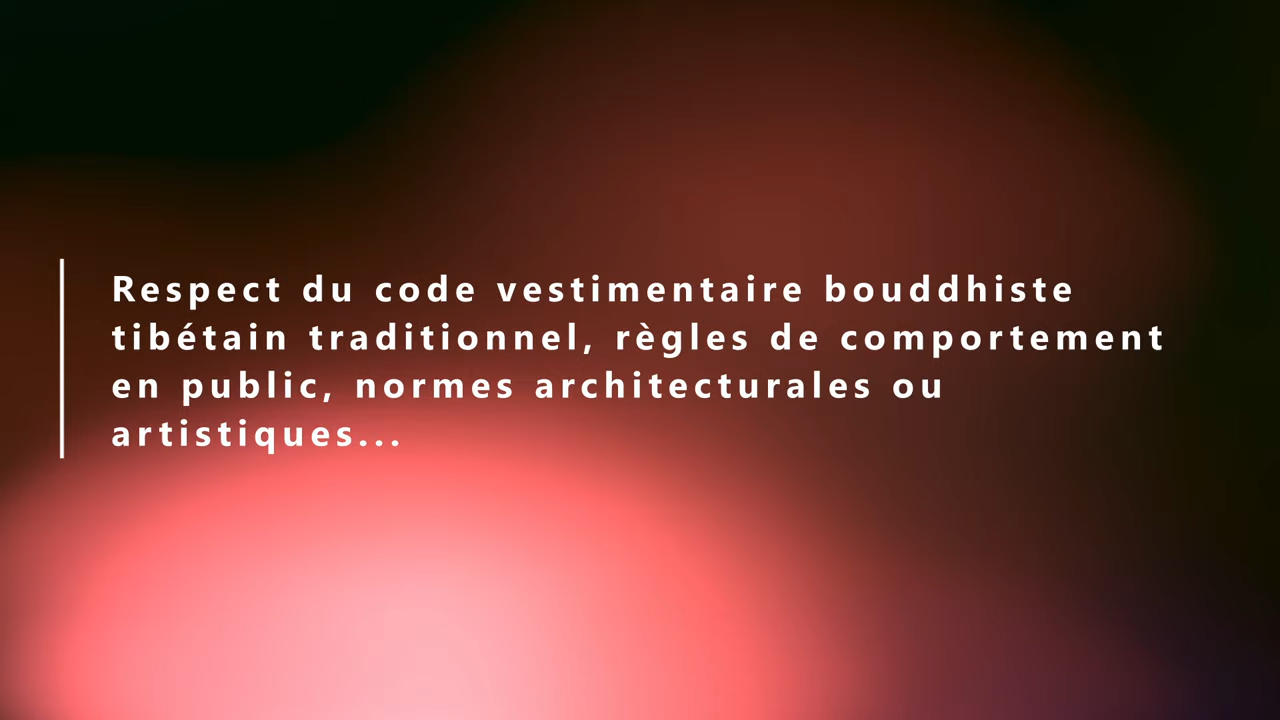 Respect du code vestimentaire bouddhiste
tibétain traditionnel, règles de comportement
en public, normes architecturales ou
artistiques...